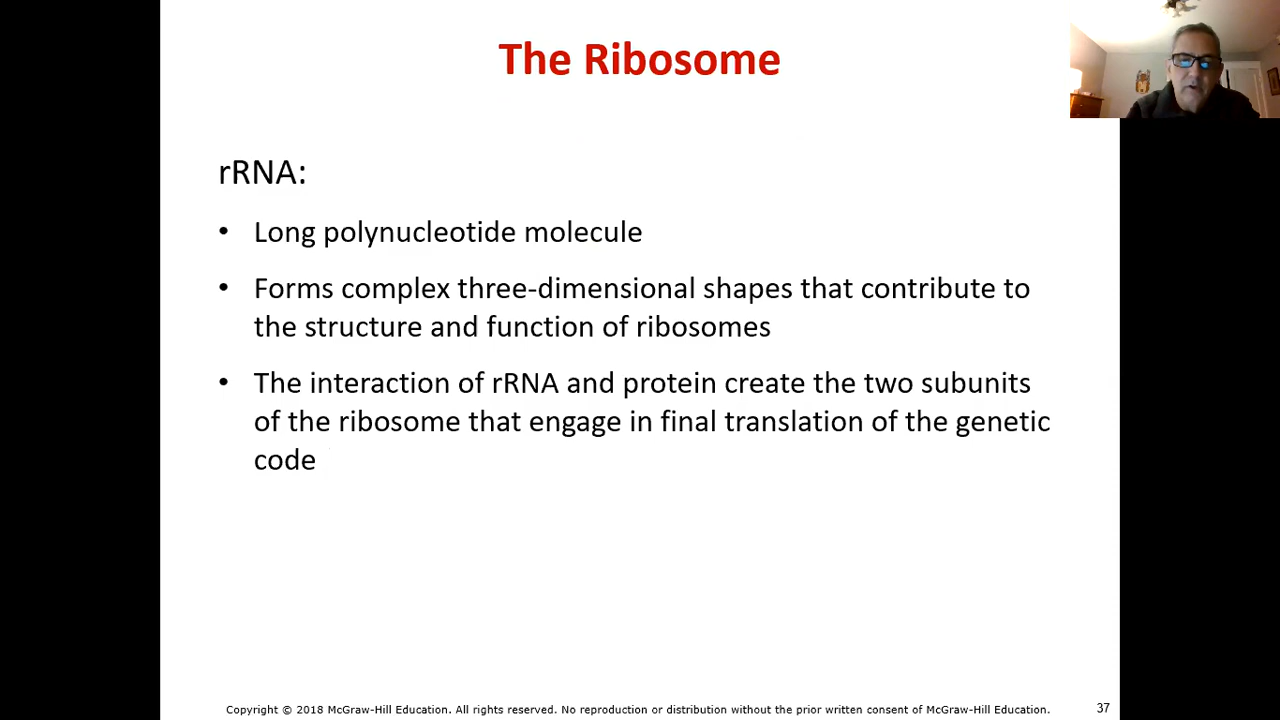 The Ribosome
rRNA:
• Long polynucleotide molecule
• Forms complex three-dimensional shapes that contribute to
the structure and function of ribosomes
• The interaction of rRNA and protein create the two subunits
of the ribosome that engage in final translation of the genetic
code
Copyright © 2018 McGraw-Hill Education. All rights reserved. No reproduction or distribution without the prior written consent of McGraw-Hill Education.
37